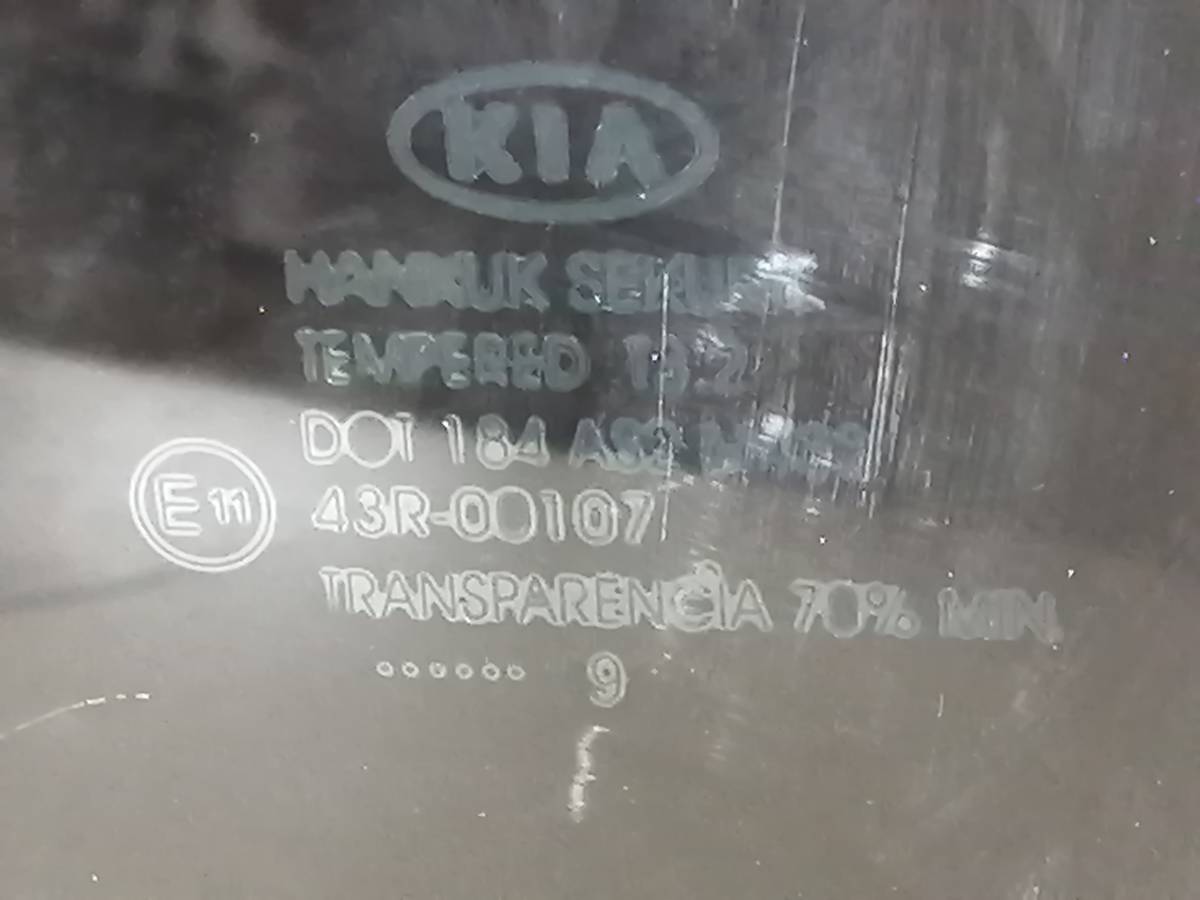 KIA
HANKUK SEKURIT
TEMPERED
DOT 184 AS2
E11 43R-00107
TRANSPARENCIA 70% MIN.
•••••• 9